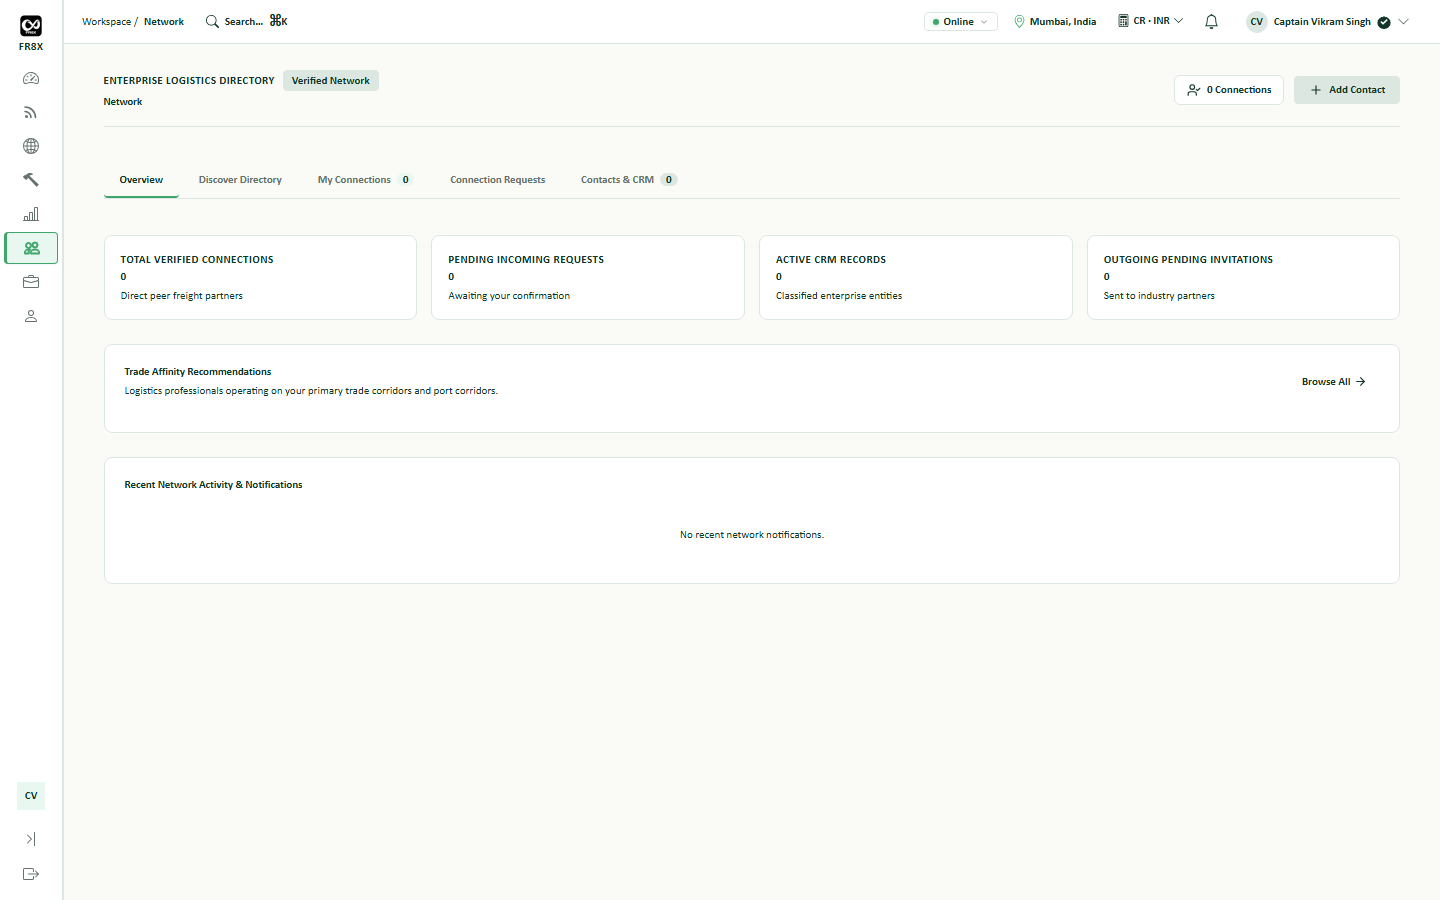 FR8X
FR8X
Workspace / Network
Search... ⌘K
Online
Mumbai, India
CR · INR
CV
Captain Vikram Singh
ENTERPRISE LOGISTICS DIRECTORY
Verified Network
Network
0 Connections
+ Add Contact
Overview
Discover Directory
My Connections 0
Connection Requests
Contacts & CRM 0
TOTAL VERIFIED CONNECTIONS
0
Direct peer freight partners
PENDING INCOMING REQUESTS
0
Awaiting your confirmation
ACTIVE CRM RECORDS
0
Classified enterprise entities
OUTGOING PENDING INVITATIONS
0
Sent to industry partners
Trade Affinity Recommendations
Logistics professionals operating on your primary trade corridors and port corridors.
Browse All →
Recent Network Activity & Notifications
No recent network notifications.
CV